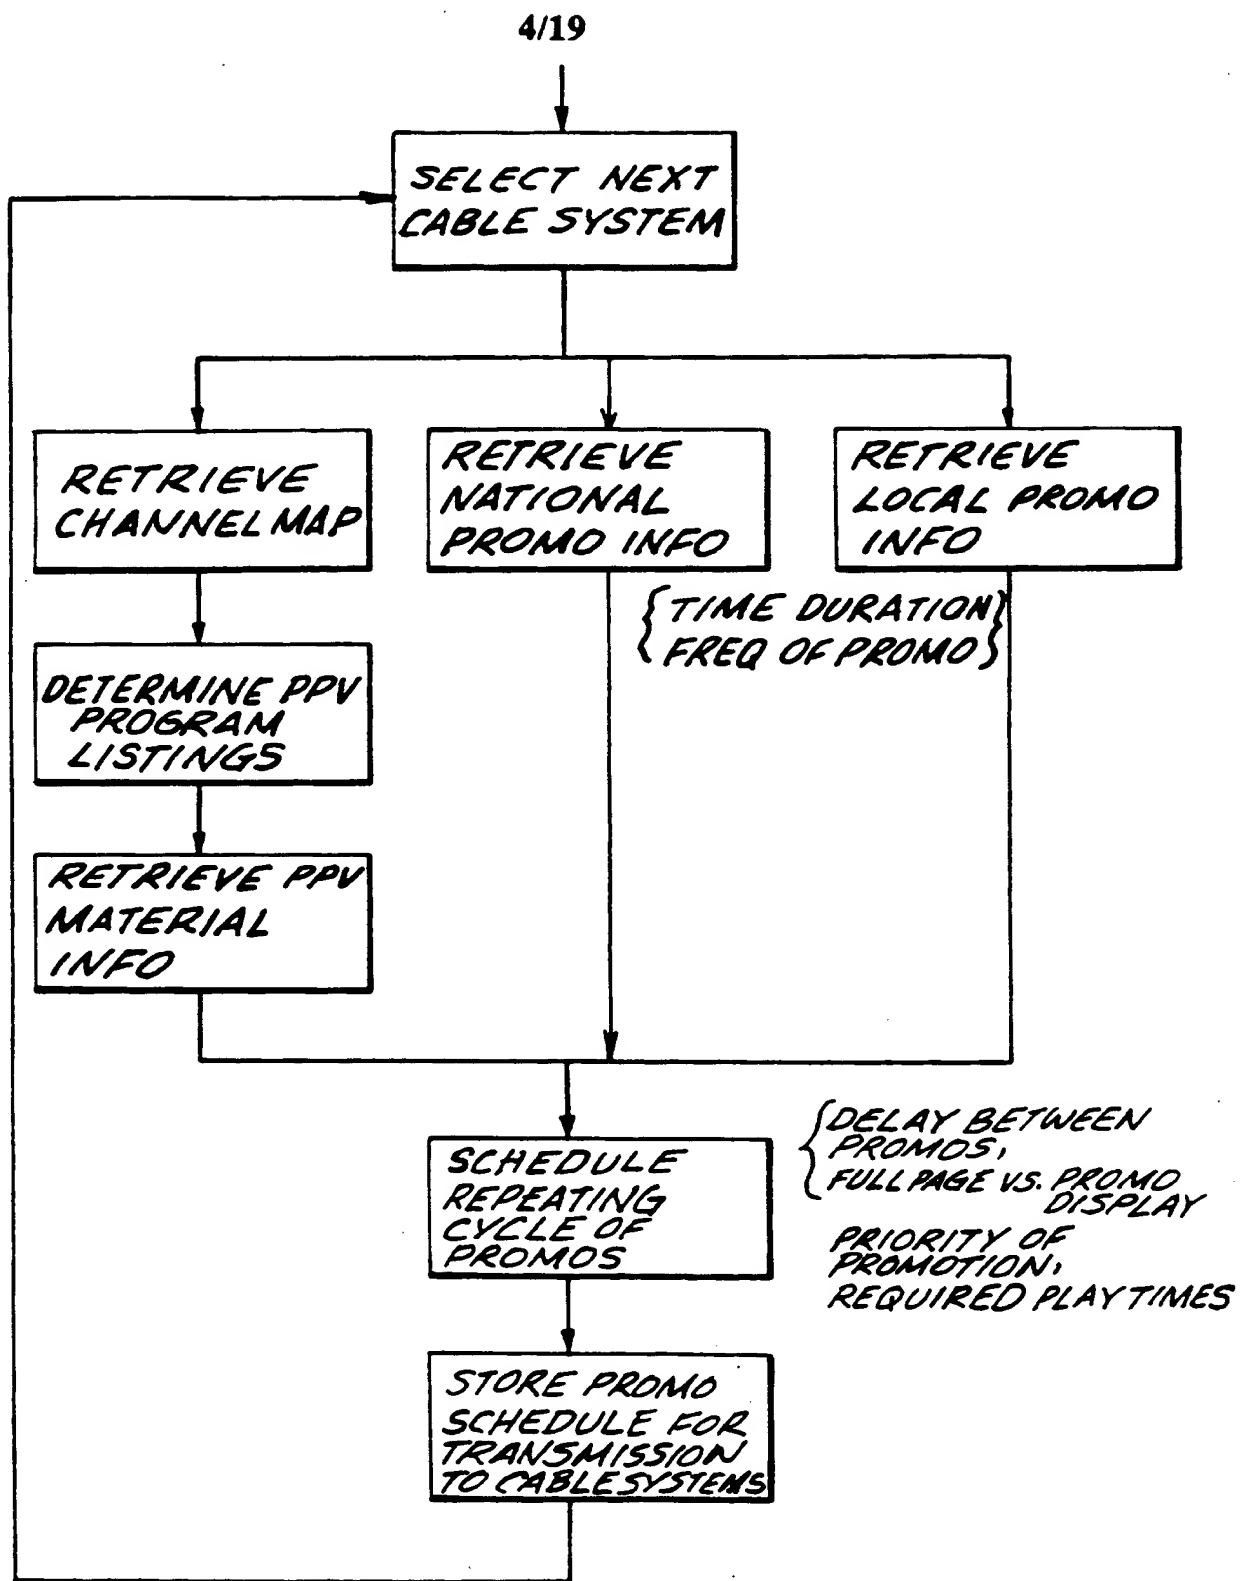 4/19
SELECT NEXT
CABLE SYSTEM
RETRIEVE
CHANNEL MAP
RETRIEVE
NATIONAL
PROMO INFO
RETRIEVE
LOCAL PROMO
INFO
{ TIME DURATION }
{ FREQ OF PROMO }
DETERMINE PPV
PROGRAM
LISTINGS
RETRIEVE PPV
MATERIAL
INFO
SCHEDULE
REPEATING
CYCLE OF
PROMOS
{ DELAY BETWEEN
PROMOS,
FULL PAGE VS. PROMO
DISPLAY
PRIORITY OF
PROMOTION,
REQUIRED PLAY TIMES
STORE PROMO
SCHEDULE FOR
TRANSMISSION
TO CABLE SYSTEMS